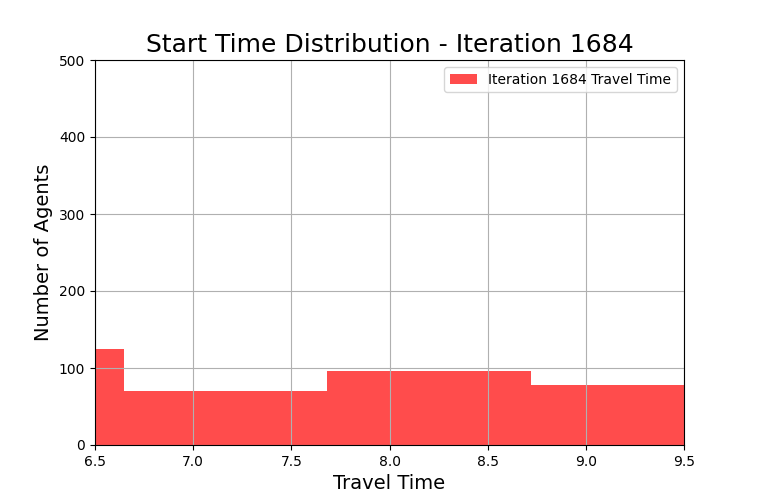 Start Time Distribution - Iteration 1684
Iteration 1684 Travel Time
Number of Agents
500
400
300
200
100
0
6.5 7.0 7.5 8.0 8.5 9.0 9.5
Travel Time